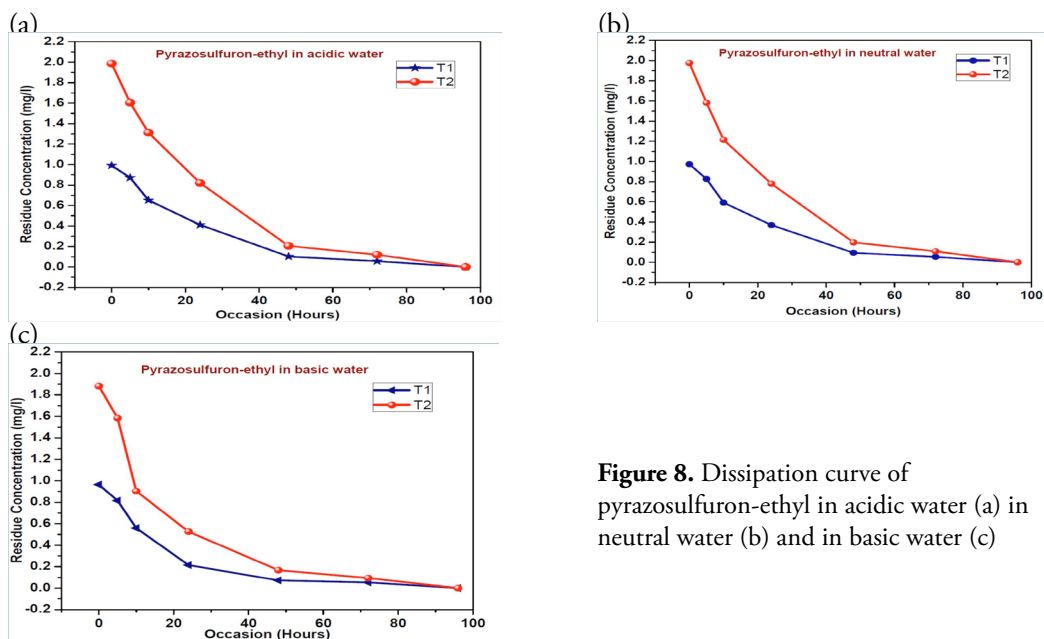 (a)
Pyrazosulfuron-ethyl in acidic water
T1
T2
Residue Concentration (mg/l)
2.2
2.0
1.8
1.6
1.4
1.2
1.0
0.8
0.6
0.4
0.2
0.0
-0.2
0
20
40
60
80
100
Occasion (Hours)
(b)
Pyrazosulfuron-ethyl in neutral water
T1
T2
Residue Concentration (mg/l)
2.2
2.0
1.8
1.6
1.4
1.2
1.0
0.8
0.6
0.4
0.2
0.0
-0.2
0
20
40
60
80
100
Occasion (Hours)
(c)
Pyrazosulfuron-ethyl in basic water
T1
T2
Residue Concentration (mg/l)
2.2
2.0
1.8
1.6
1.4
1.2
1.0
0.8
0.6
0.4
0.2
0.0
-0.2
0
20
40
60
80
100
Occasion (Hours)
Figure 8. Dissipation curve of
pyrazosulfuron-ethyl in acidic water (a) in
neutral water (b) and in basic water (c)